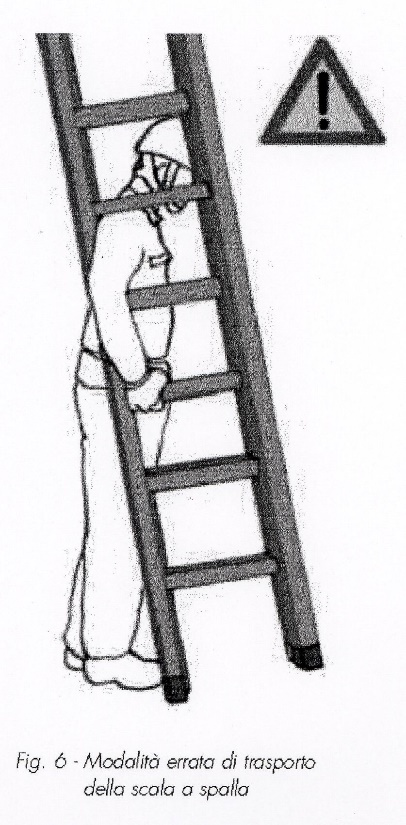 Fig. 6 - Modalità errata di trasporto
della scala a spalla